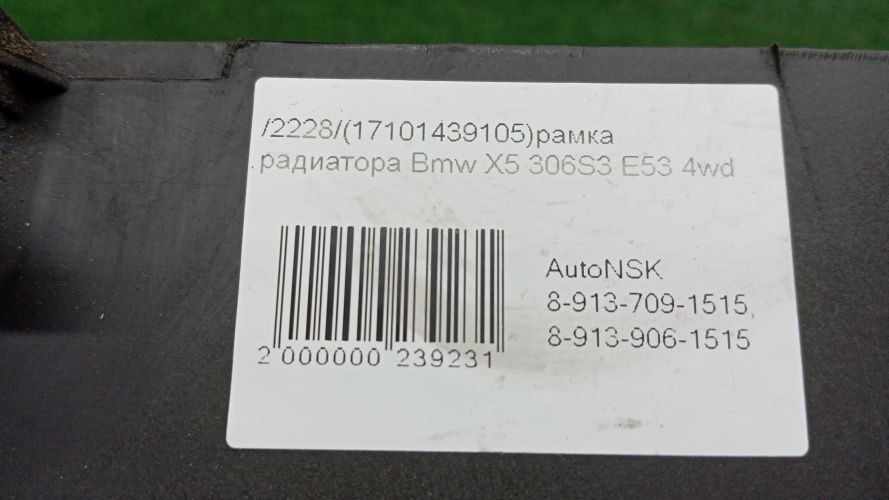 /2228/(17101439105)рамка
радиатора Bmw X5 306S3 E53 4wd
AutoNSK
8-913-709-1515,
8-913-906-1515
2 000000 239231